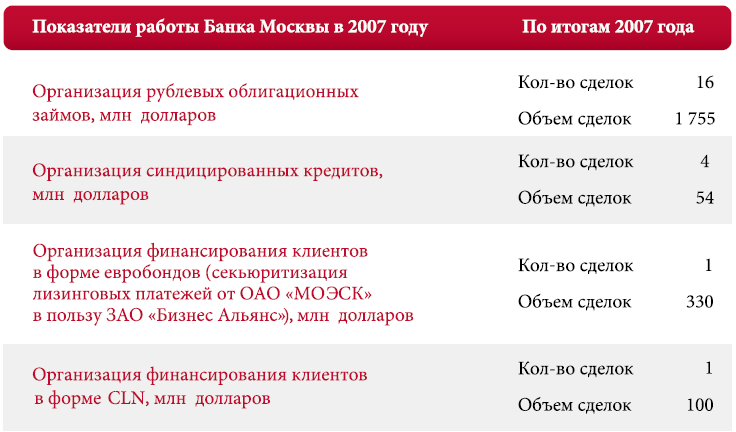 Показатели работы Банка Москвы в 2007 году
По итогам 2007 года
Организация рублевых облигационных
займов, млн долларов
Кол-во сделок 16
Объем сделок 1 755
Организация синдицированных кредитов,
млн долларов
Кол-во сделок 4
Объем сделок 54
Организация финансирования клиентов
в форме евробондов (секьюритизация
лизинговых платежей от ОАО «МОЭСК»
в пользу ЗАО «Бизнес Альянс»), млн долларов
Кол-во сделок 1
Объем сделок 330
Организация финансирования клиентов
в форме CLN, млн долларов
Кол-во сделок 1
Объем сделок 100